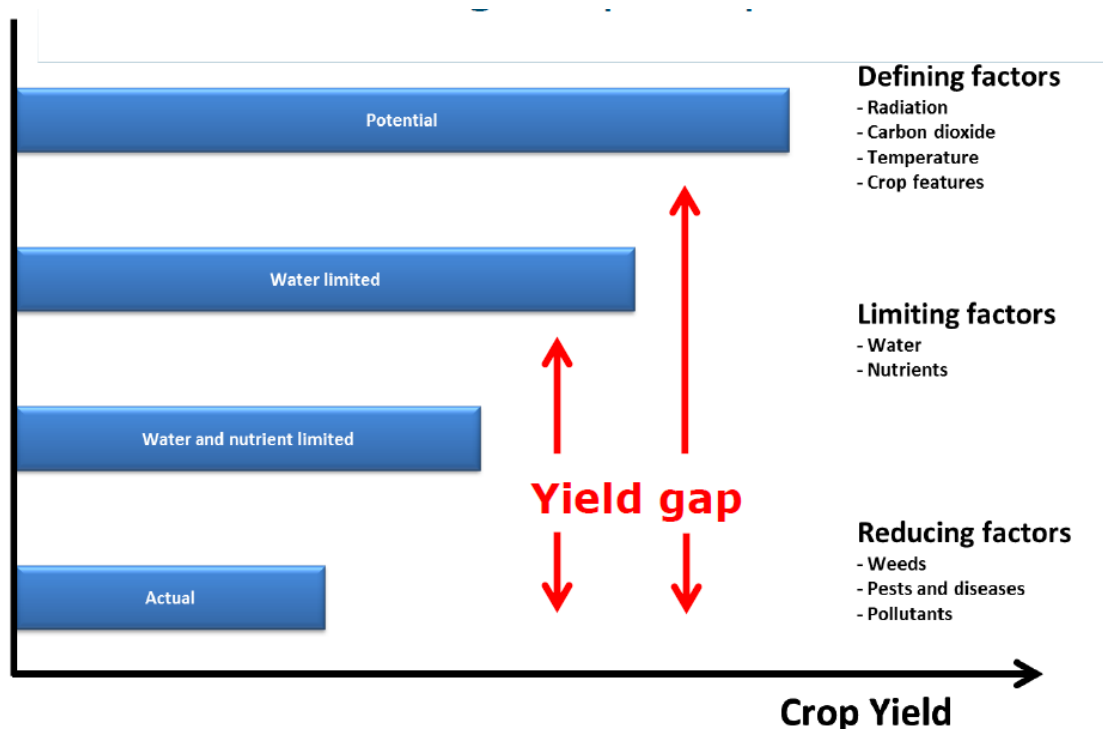 Defining factors
- Radiation
- Carbon dioxide
- Temperature
- Crop features
Potential
Water limited
Limiting factors
- Water
- Nutrients
Water and nutrient limited
Yield gap
Reducing factors
- Weeds
- Pests and diseases
- Pollutants
Actual
Crop Yield